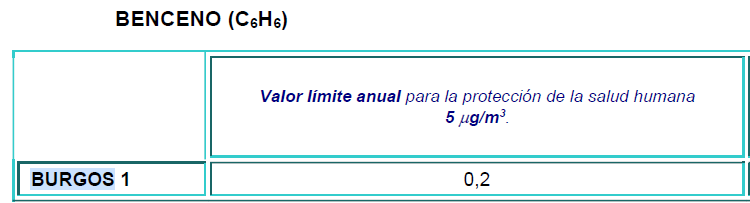 BENCENO (C₆H₆)
Valor límite anual para la protección de la salud humana
5 µg/m³.
BURGOS 1
0,2